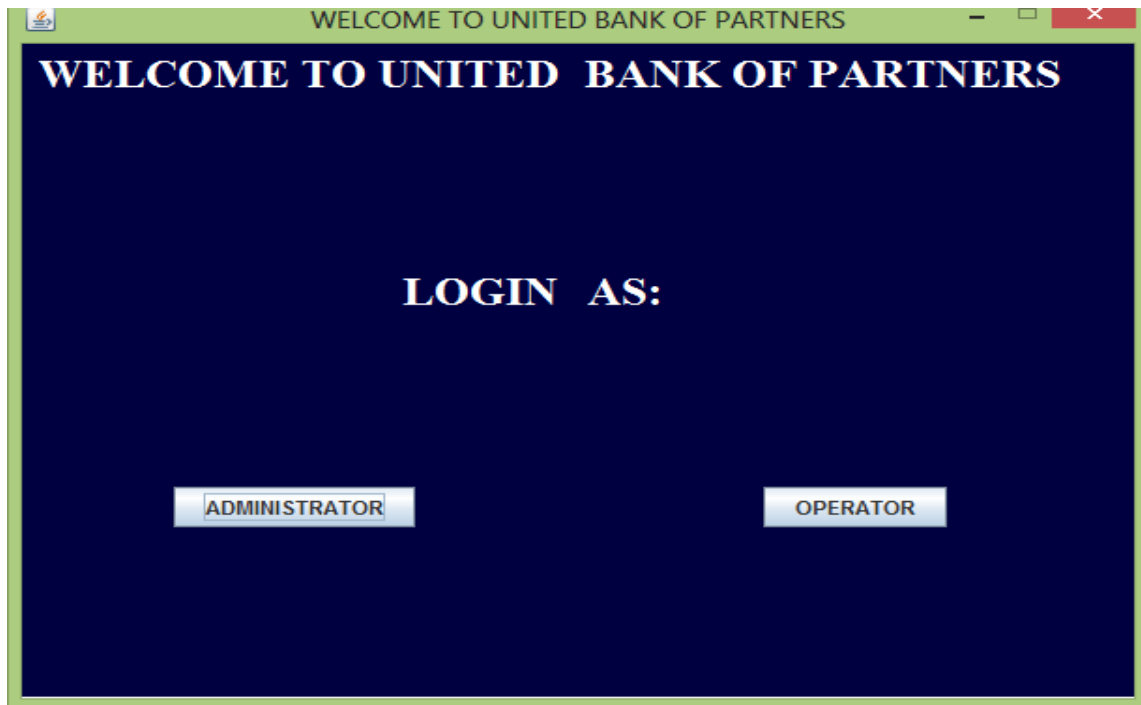 WELCOME TO UNITED BANK OF PARTNERS
WELCOME TO UNITED BANK OF PARTNERS
LOGIN AS:
ADMINISTRATOR
OPERATOR